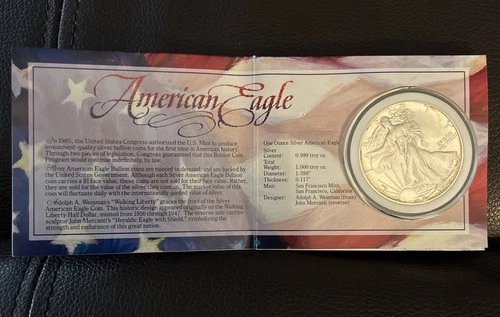 American Eagle
In 1985, the United States Congress authorized the U.S. Mint to produce
investment-quality silver bullion coins for the first time in American history.
Through two pieces of legislation, Congress guaranteed that this Bullion Coin
Program would continue indefinitely, by law.
Silver American Eagle Bullion coins are minted to demand and are backed by
the United States Government. Although each Silver American Eagle Bullion
coin carries a face value, they are not sold for their face value. Rather,
they are sold for the value of the silver they contain. The market value of this
coin will fluctuate daily with the internationally quoted value of silver.
Adolph A. Weinman's "Walking Liberty" graces the front of the Silver
American Eagle Coin. This historic design appeared originally on the Walking
Liberty Half Dollar, minted from 1916 through 1947. The reverse side carries
sculptor John Mercanti's "Heraldic Eagle with Shield," symbolizing the
strength and endurance of this great nation.
One Ounce Silver American Eagle
Silver
Content: 0.999 troy oz.
Total
Weight: 1.000 troy oz.
Diameter: 1.598"
Thickness: 0.117"
Mint: San Francisco Mint,
San Francisco, California
Designer: Adolph A. Weinman (front)
John Mercanti (reverse)